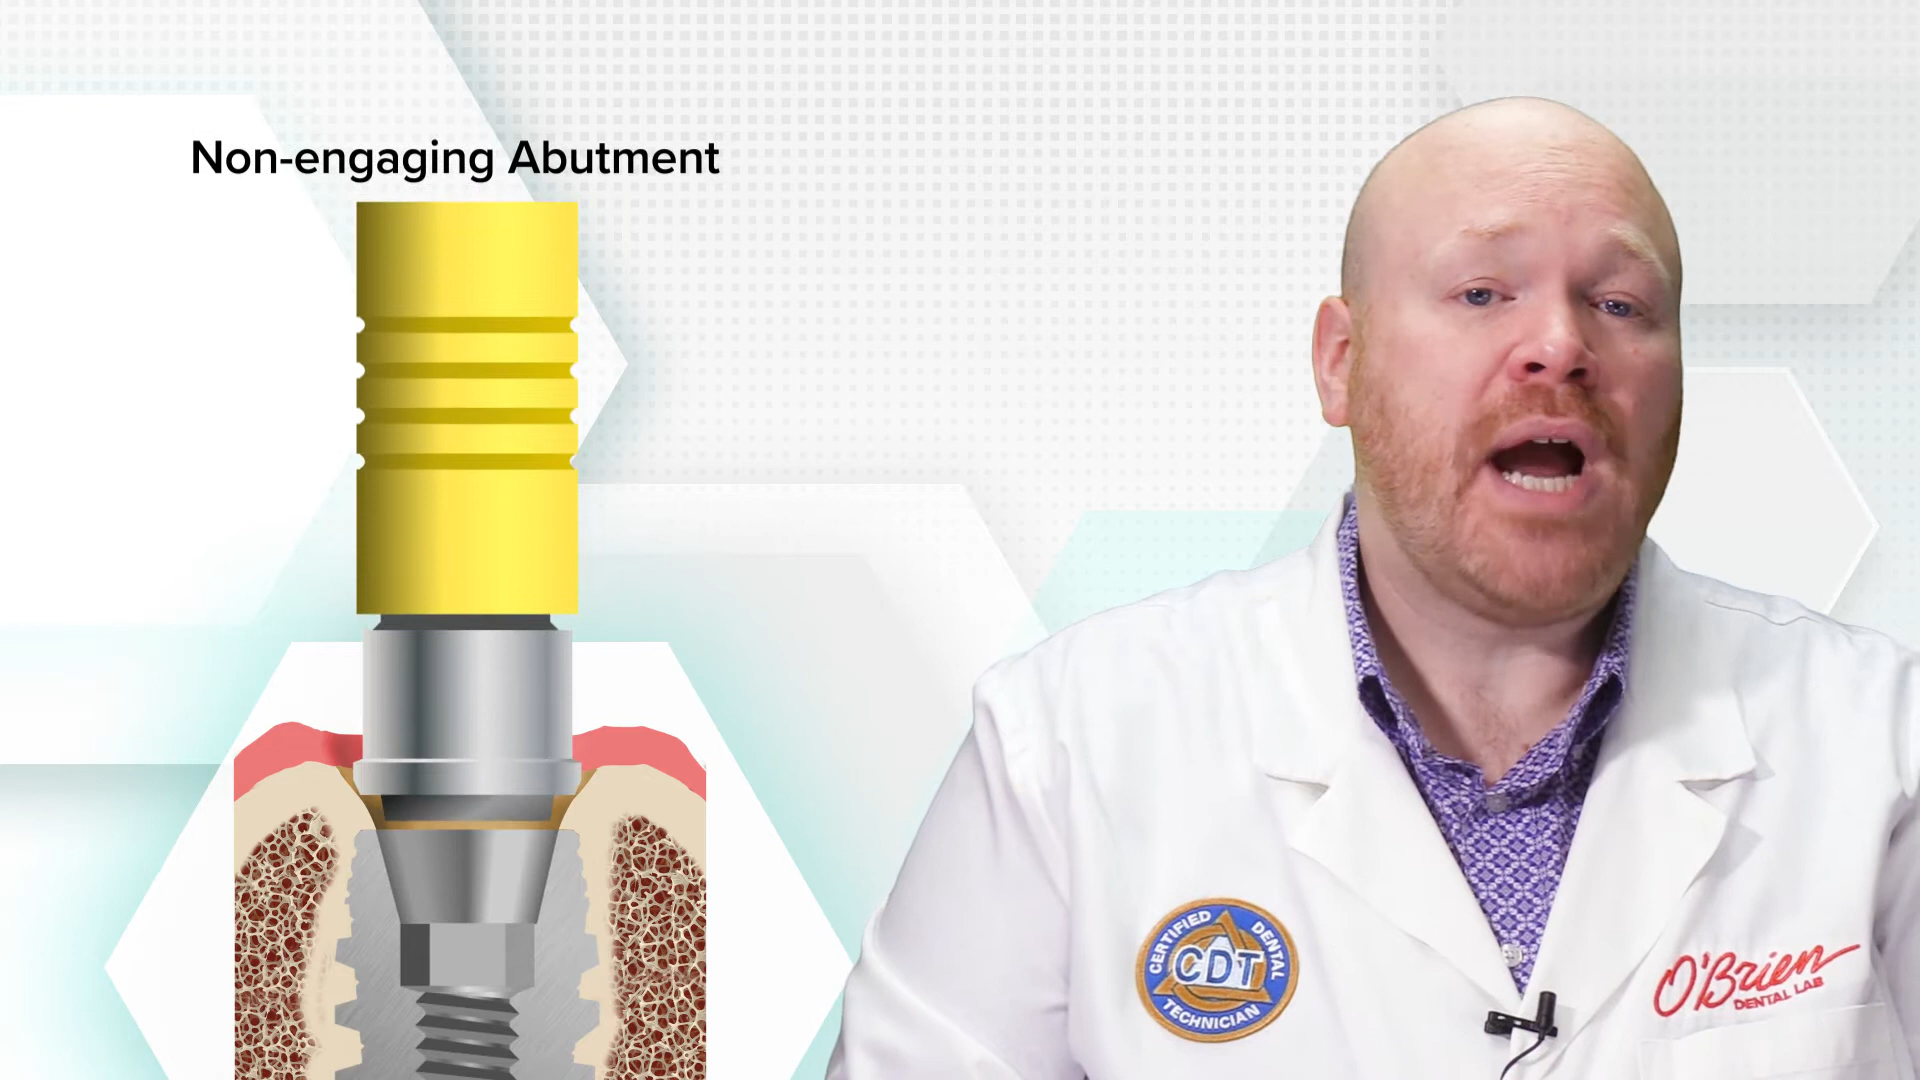 Non-engaging Abutment
CERTIFIED DENTAL
CDT
TECHNICIAN
O'Brien
DENTAL LAB